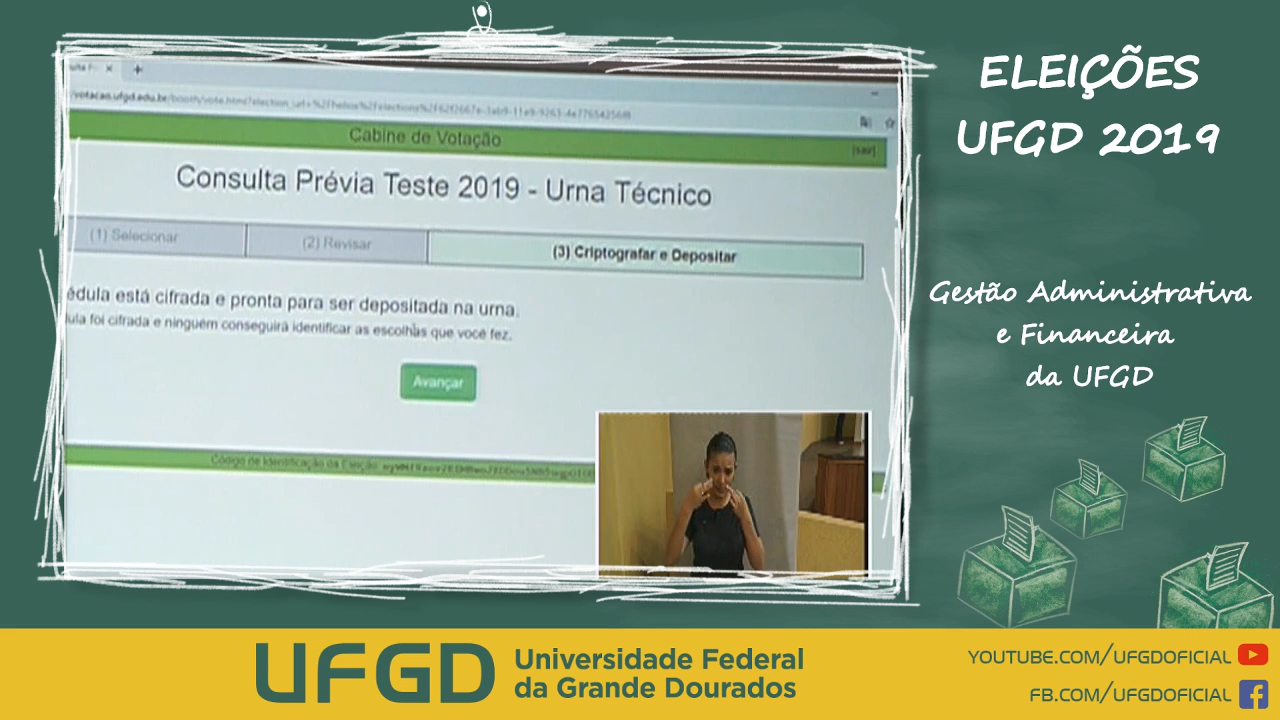 ELEIÇÕES
UFGD 2019
Gestão Administrativa
e Financeira
da UFGD
Cabine de Votação
[sair]
Consulta Prévia Teste 2019 - Urna Técnico
(1) Selecionar
(2) Revisar
(3) Criptografar e Depositar
édula está cifrada e pronta para ser depositada na urna.
ula foi cifrada e ninguém conseguirá identificar as escolhas que você fez.
Avançar
Código de Identificação da Eleição:
UFGD
Universidade Federal
da Grande Dourados
YOUTUBE.COM/UFGDOFICIAL
FB.COM/UFGDOFICIAL